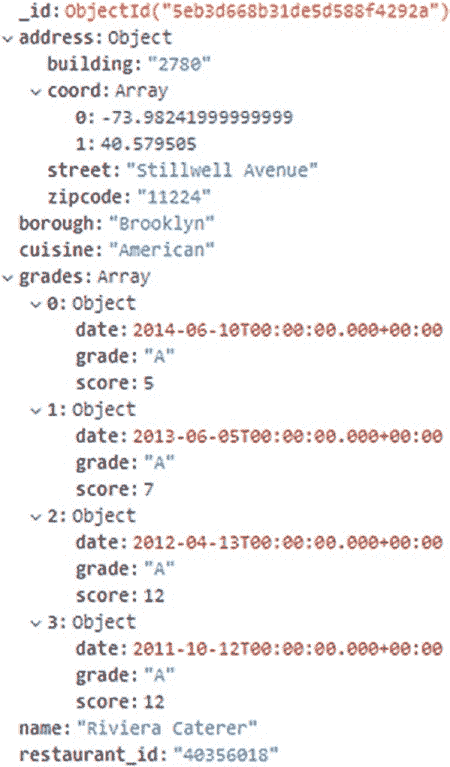 _id: ObjectId("5eb3d668b31de5d588f4292a")
address: Object
building: "2780"
coord: Array
0: -73.98241999999999
1: 40.579505
street: "Stillwell Avenue"
zipcode: "11224"
borough: "Brooklyn"
cuisine: "American"
grades: Array
0: Object
date: 2014-06-10T00:00:00.000+00:00
grade: "A"
score: 5
1: Object
date: 2013-06-05T00:00:00.000+00:00
grade: "A"
score: 7
2: Object
date: 2012-04-13T00:00:00.000+00:00
grade: "A"
score: 12
3: Object
date: 2011-10-12T00:00:00.000+00:00
grade: "A"
score: 12
name: "Riviera Caterer"
restaurant_id: "40356018"